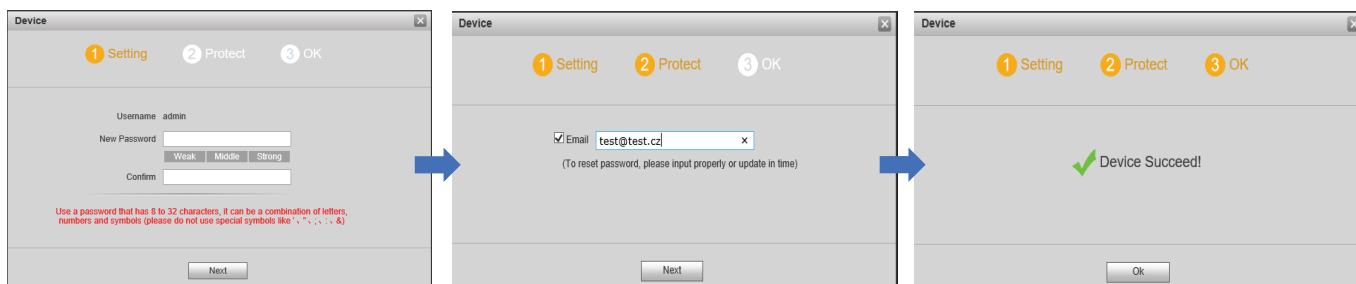 Device
1 Setting 2 Protect 3 OK
Username admin
New Password
Weak Middle Strong
Confirm
Use a password that has 8 to 32 characters, it can be a combination of letters,
numbers and symbols (please do not use special symbols like '、"、;、:、&)
Next
Device
1 Setting 2 Protect 3 OK
Email test@test.cz x
(To reset password, please input properly or update in time)
Next
Device
1 Setting 2 Protect 3 OK
Device Succeed!
Ok